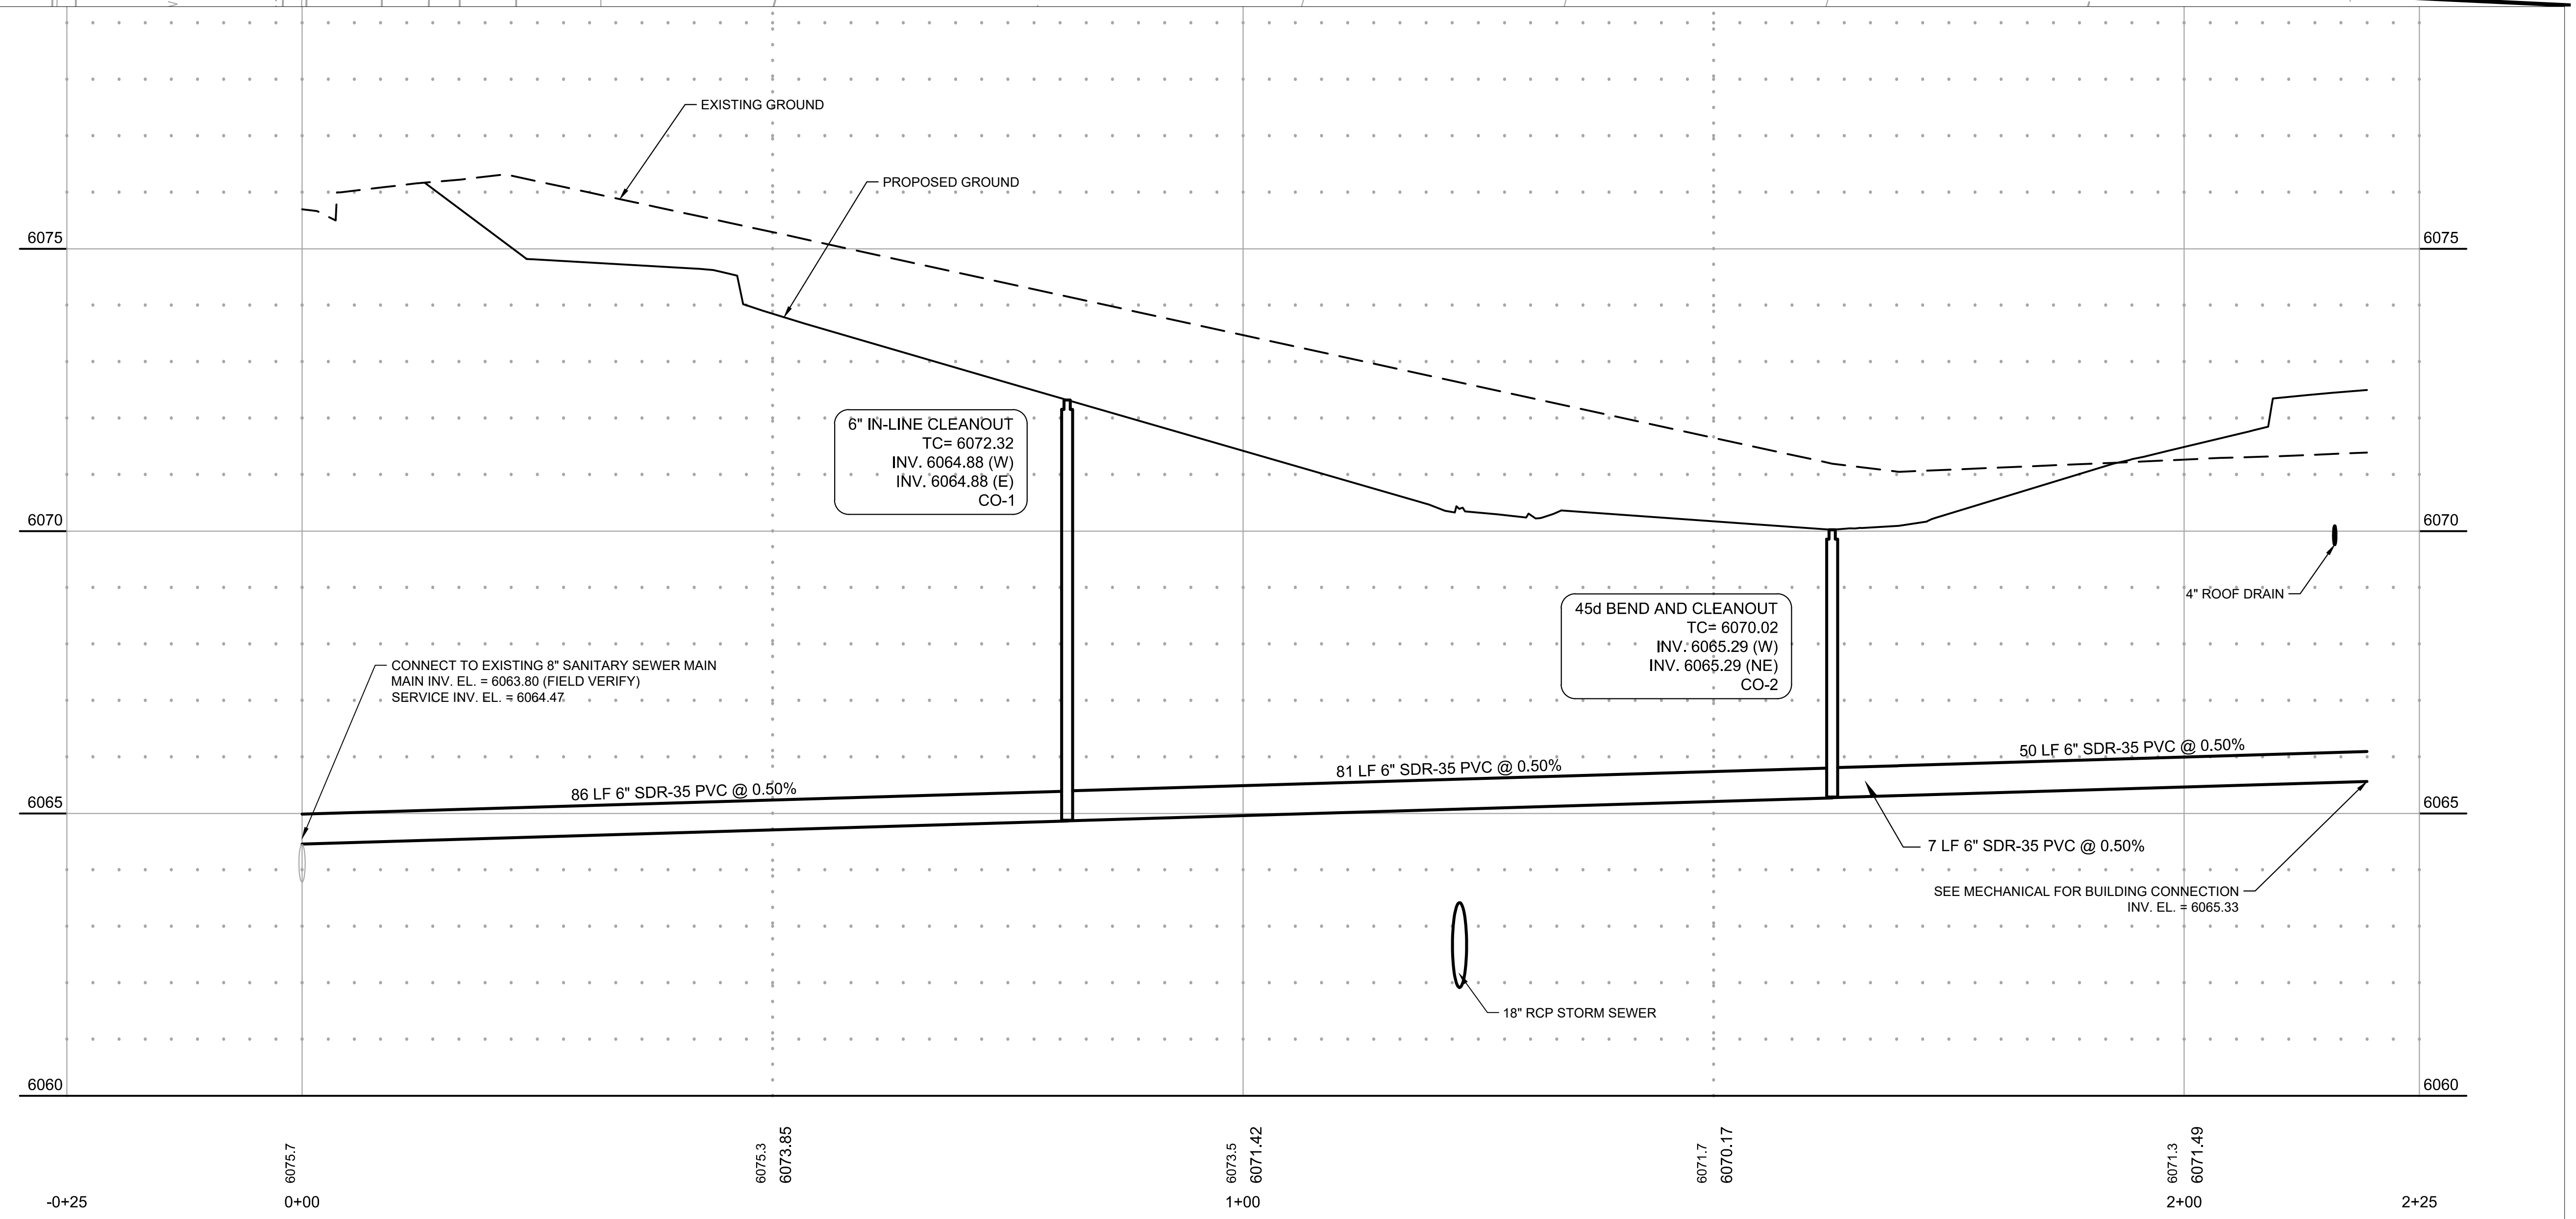 EXISTING GROUND
PROPOSED GROUND
6075
6075
6" IN-LINE CLEANOUT
TC= 6072.32
INV. 6064.88 (W)
INV. 6064.88 (E)
CO-1
6070
6070
45d BEND AND CLEANOUT
TC= 6070.02
INV. 6065.29 (W)
INV. 6065.29 (NE)
CO-2
4" ROOF DRAIN
CONNECT TO EXISTING 8" SANITARY SEWER MAIN
MAIN INV. EL. = 6063.80 (FIELD VERIFY)
SERVICE INV. EL. = 6064.47
86 LF 6" SDR-35 PVC @ 0.50%
81 LF 6" SDR-35 PVC @ 0.50%
50 LF 6" SDR-35 PVC @ 0.50%
6065
6065
7 LF 6" SDR-35 PVC @ 0.50%
SEE MECHANICAL FOR BUILDING CONNECTION
INV. EL. = 6065.33
18" RCP STORM SEWER
6060
6060
6075.7
6075.3
6073.85
6073.5
6071.42
6071.7
6070.17
6071.3
6071.49
-0+25
0+00
1+00
2+00
2+25